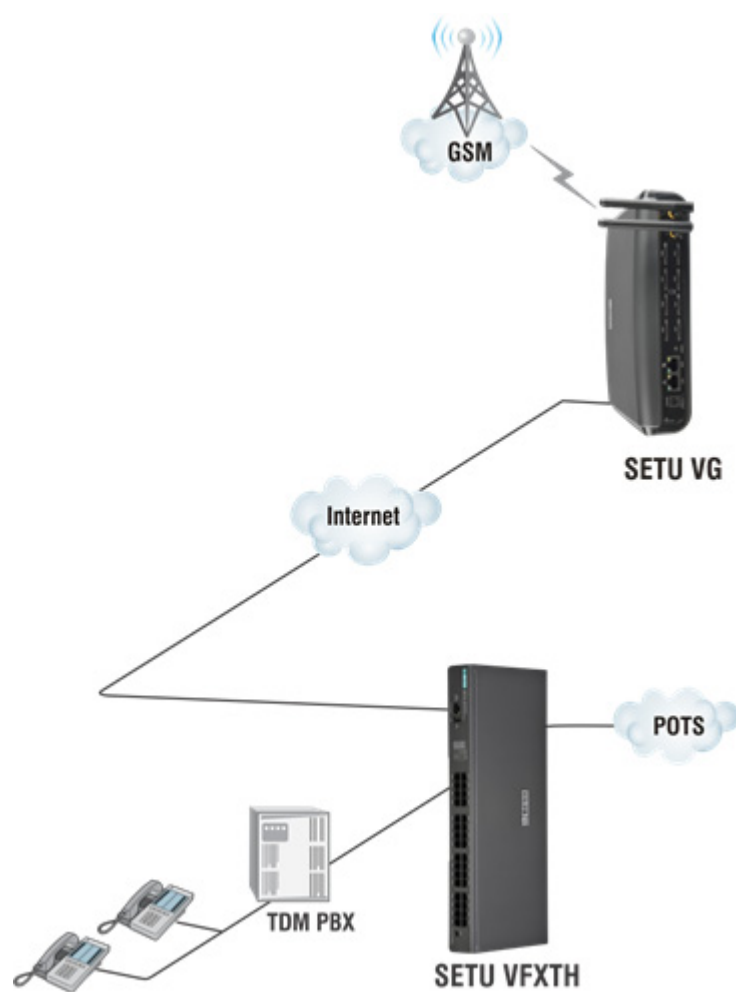 GSM
SETU VG
Internet
POTS
TDM PBX
SETU VFXTH